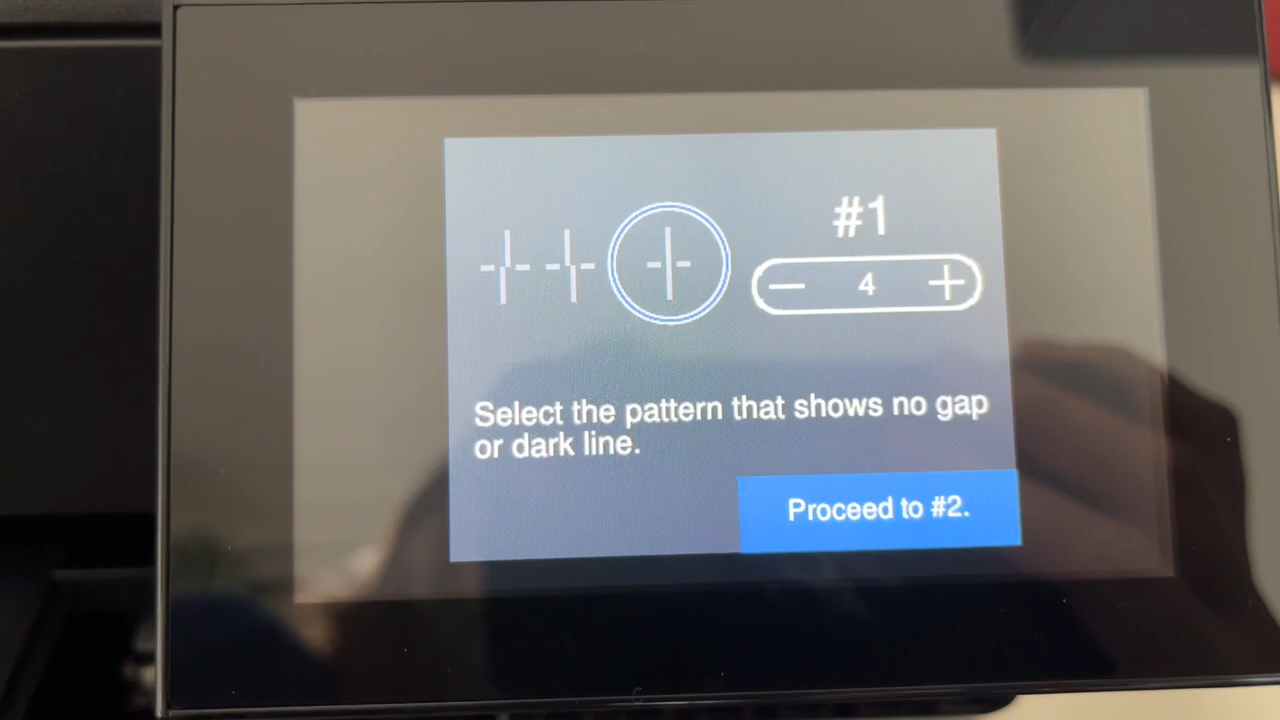 #1
− 4 +
Select the pattern that shows no gap
or dark line.
Proceed to #2.